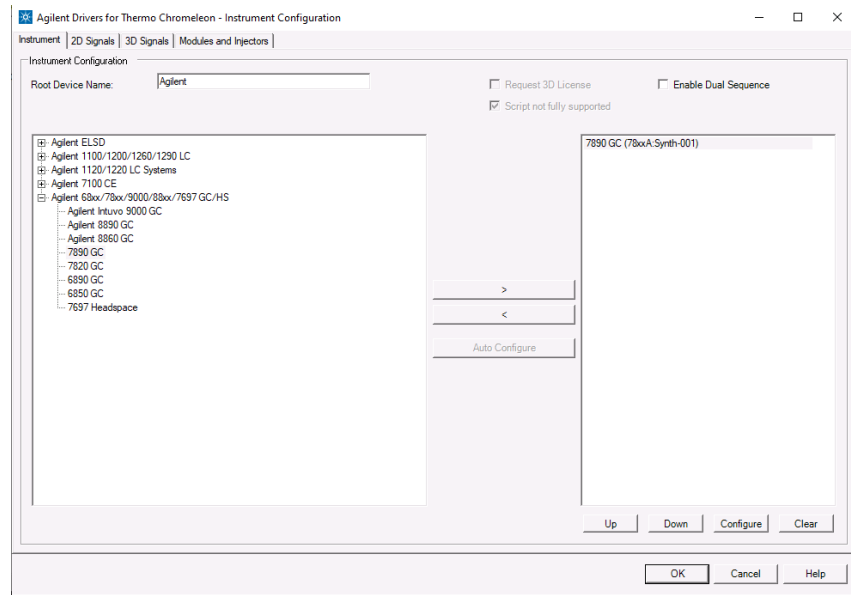 Agilent Drivers for Thermo Chromeleon - Instrument Configuration
Instrument 2D Signals 3D Signals Modules and Injectors
Instrument Configuration
Root Device Name: Agilent
Request 3D License Enable Dual Sequence
Script not fully supported
Agilent ELSD
Agilent 1100/1200/1260/1290 LC
Agilent 1120/1220 LC Systems
Agilent 7100 CE
Agilent 68xx/78xx/9000/88xx/7697 GC/HS
Agilent Intuvo 9000 GC
Agilent 8890 GC
Agilent 8860 GC
7890 GC
7820 GC
6890 GC
6850 GC
7697 Headspace
>
<
Auto Configure
7890 GC (78xxA:Synth-001)
Up Down Configure Clear
OK Cancel Help